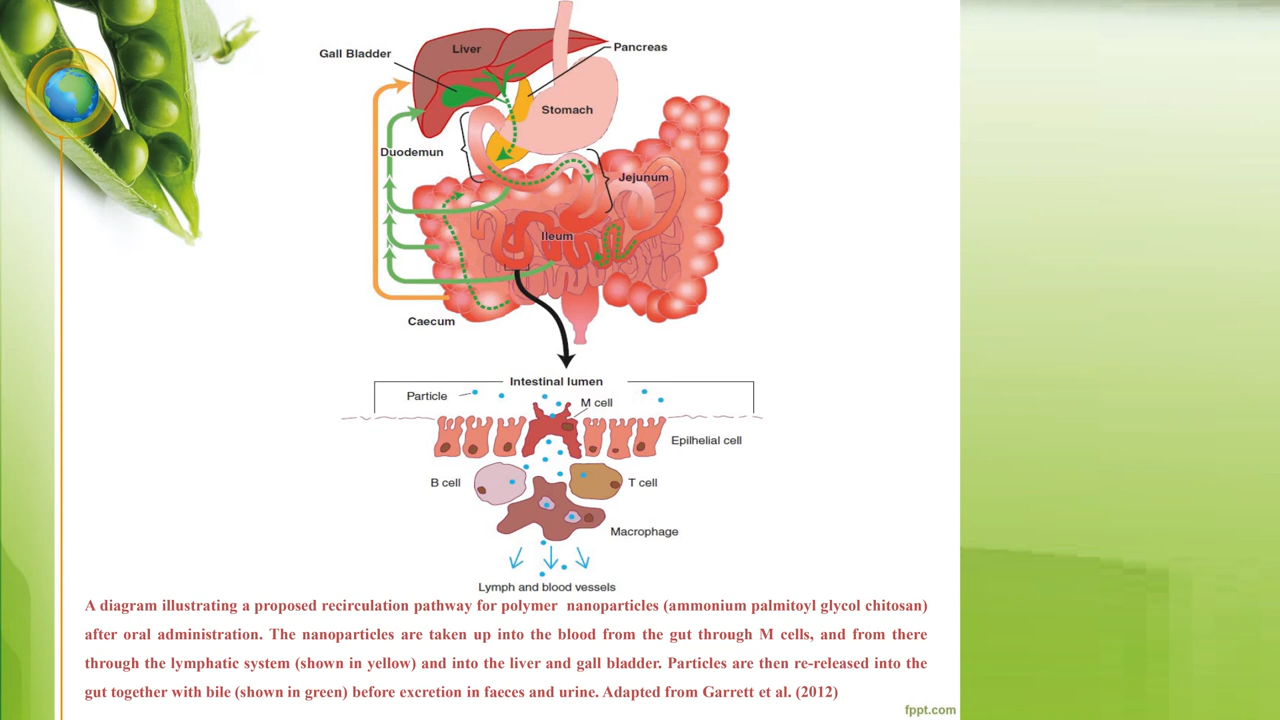 Gall Bladder
Liver
Pancreas
Stomach
Duodemun
Jejunum
Ileum
Caecum
Intestinal lumen
Particle
M cell
Epilhelial cell
B cell
T cell
Macrophage
Lymph and blood vessels
A diagram illustrating a proposed recirculation pathway for polymer nanoparticles (ammonium palmitoyl glycol chitosan)
after oral administration. The nanoparticles are taken up into the blood from the gut through M cells, and from there
through the lymphatic system (shown in yellow) and into the liver and gall bladder. Particles are then re-released into the
gut together with bile (shown in green) before excretion in faeces and urine. Adapted from Garrett et al. (2012)
fppt.com